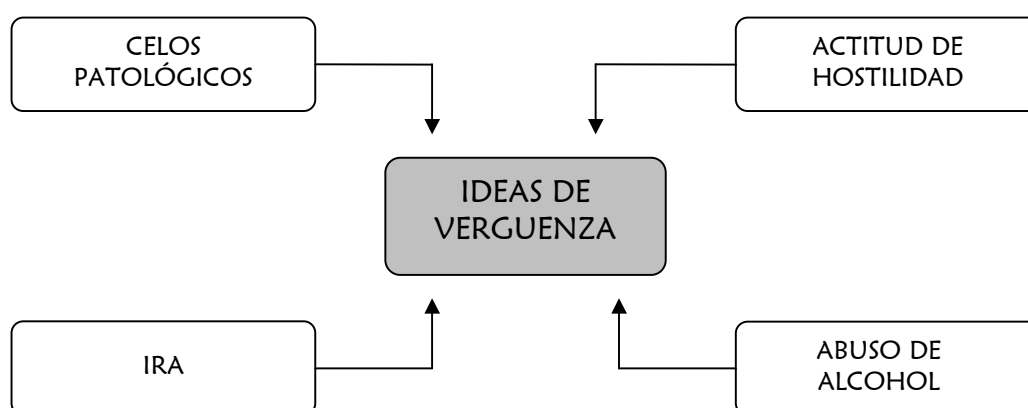 CELOS
PATOLÓGICOS
ACTITUD DE
HOSTILIDAD
IDEAS DE
VERGUENZA
IRA
ABUSO DE
ALCOHOL